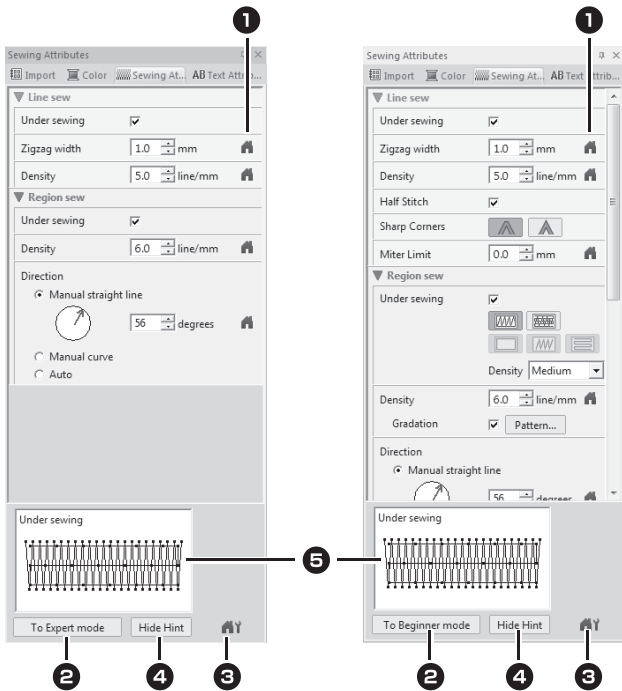 1
Sewing Attributes
Import Color Sewing At... AB Text Attrib...
Line sew
Under sewing
Zigzag width 1.0 mm
Density 5.0 line/mm
Region sew
Under sewing
Density 6.0 line/mm
Direction
Manual straight line
56 degrees
Manual curve
Auto
Under sewing
To Expert mode Hide Hint
2 4 3
1
Sewing Attributes
Import Color Sewing At... AB Text Attrib...
Line sew
Under sewing
Zigzag width 1.0 mm
Density 5.0 line/mm
Half Stitch
Sharp Corners
Miter Limit 0.0 mm
Region sew
Under sewing
Density Medium
Density 6.0 line/mm
Gradation Pattern...
Direction
Manual straight line
56 degrees
Under sewing
5
To Beginner mode Hide Hint
2 4 3